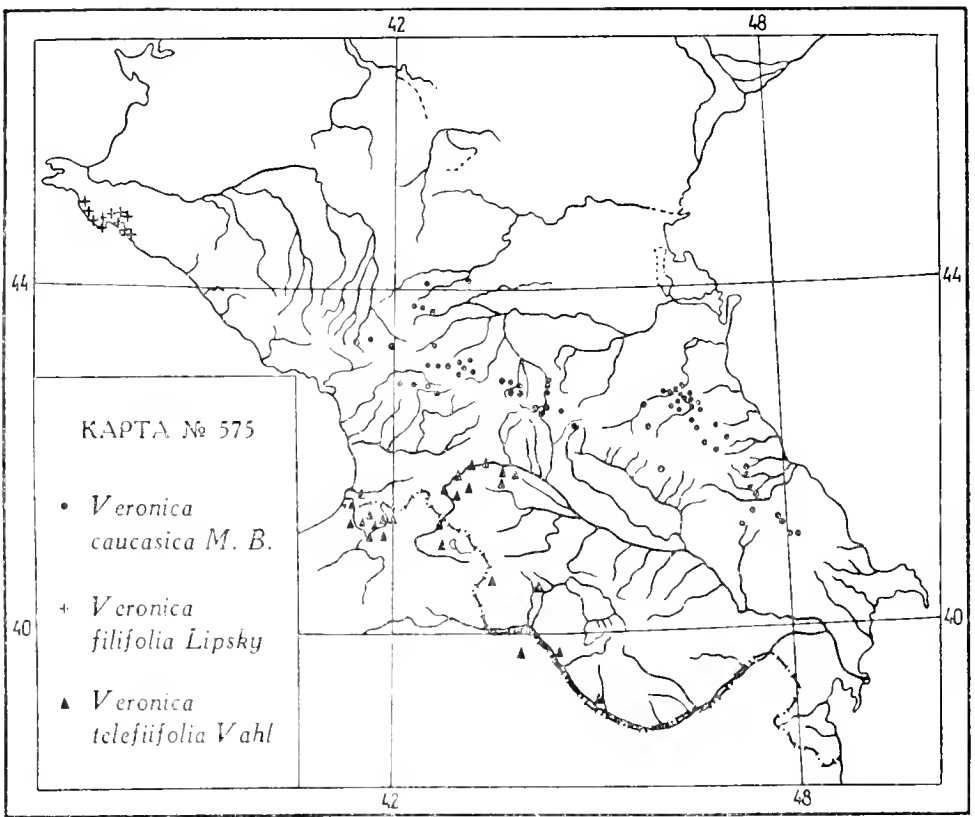 42 48
44 44
КАРТА № 575
• Veronica
caucasica M. B.
+ Veronica
filifolia Lipsky
▲ Veronica
telefiifolia Vahl
40 40
42 48